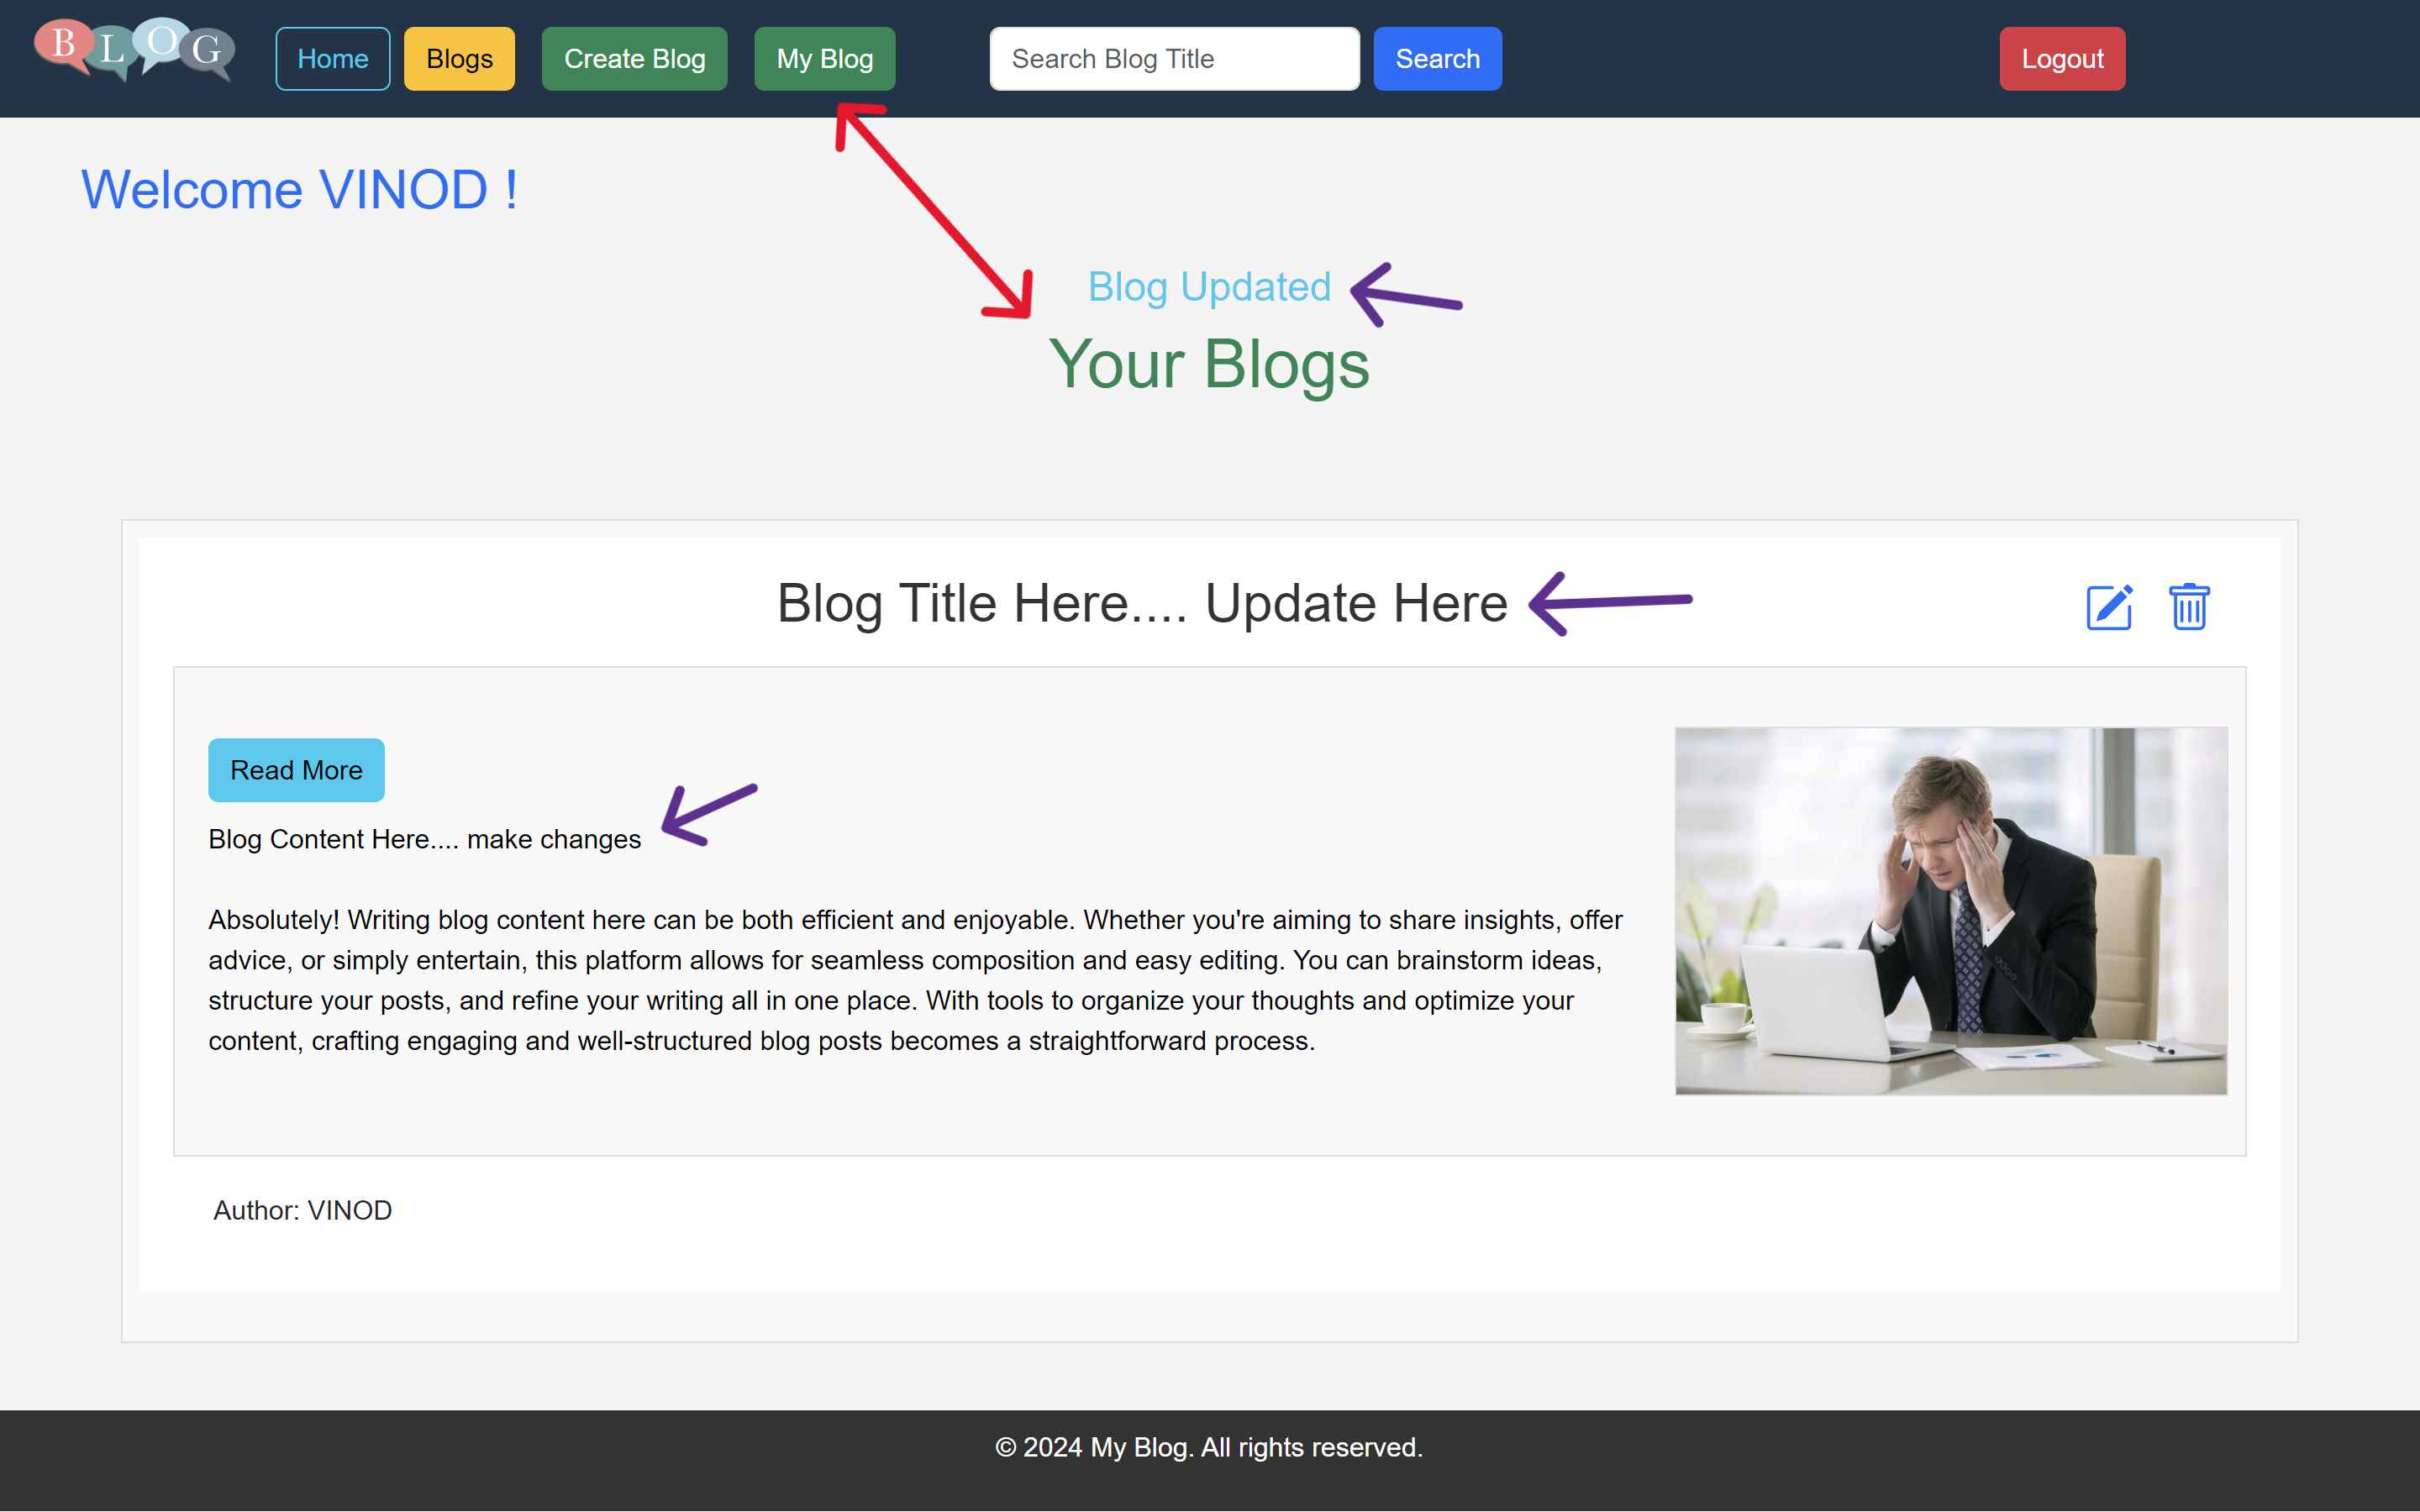 BLOG
Home
Blogs
Create Blog
My Blog
Search Blog Title
Search
Logout
Welcome VINOD !
Blog Updated
Your Blogs
Blog Title Here.... Update Here
Read More
Blog Content Here.... make changes
Absolutely! Writing blog content here can be both efficient and enjoyable. Whether you're aiming to share insights, offer
advice, or simply entertain, this platform allows for seamless composition and easy editing. You can brainstorm ideas,
structure your posts, and refine your writing all in one place. With tools to organize your thoughts and optimize your
content, crafting engaging and well-structured blog posts becomes a straightforward process.
Author: VINOD
© 2024 My Blog. All rights reserved.